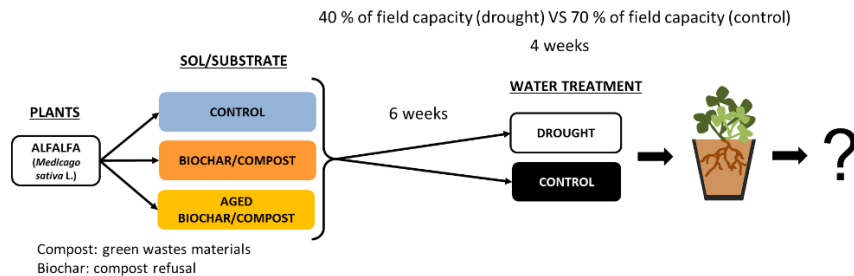 40 % of field capacity (drought) VS 70 % of field capacity (control)
4 weeks
SOL/SUBSTRATE
WATER TREATMENT
PLANTS
CONTROL
6 weeks
ALFALFA
(Medicago
sativa L.)
BIOCHAR/COMPOST
DROUGHT
CONTROL
AGED
BIOCHAR/COMPOST
?
Compost: green wastes materials
Biochar: compost refusal